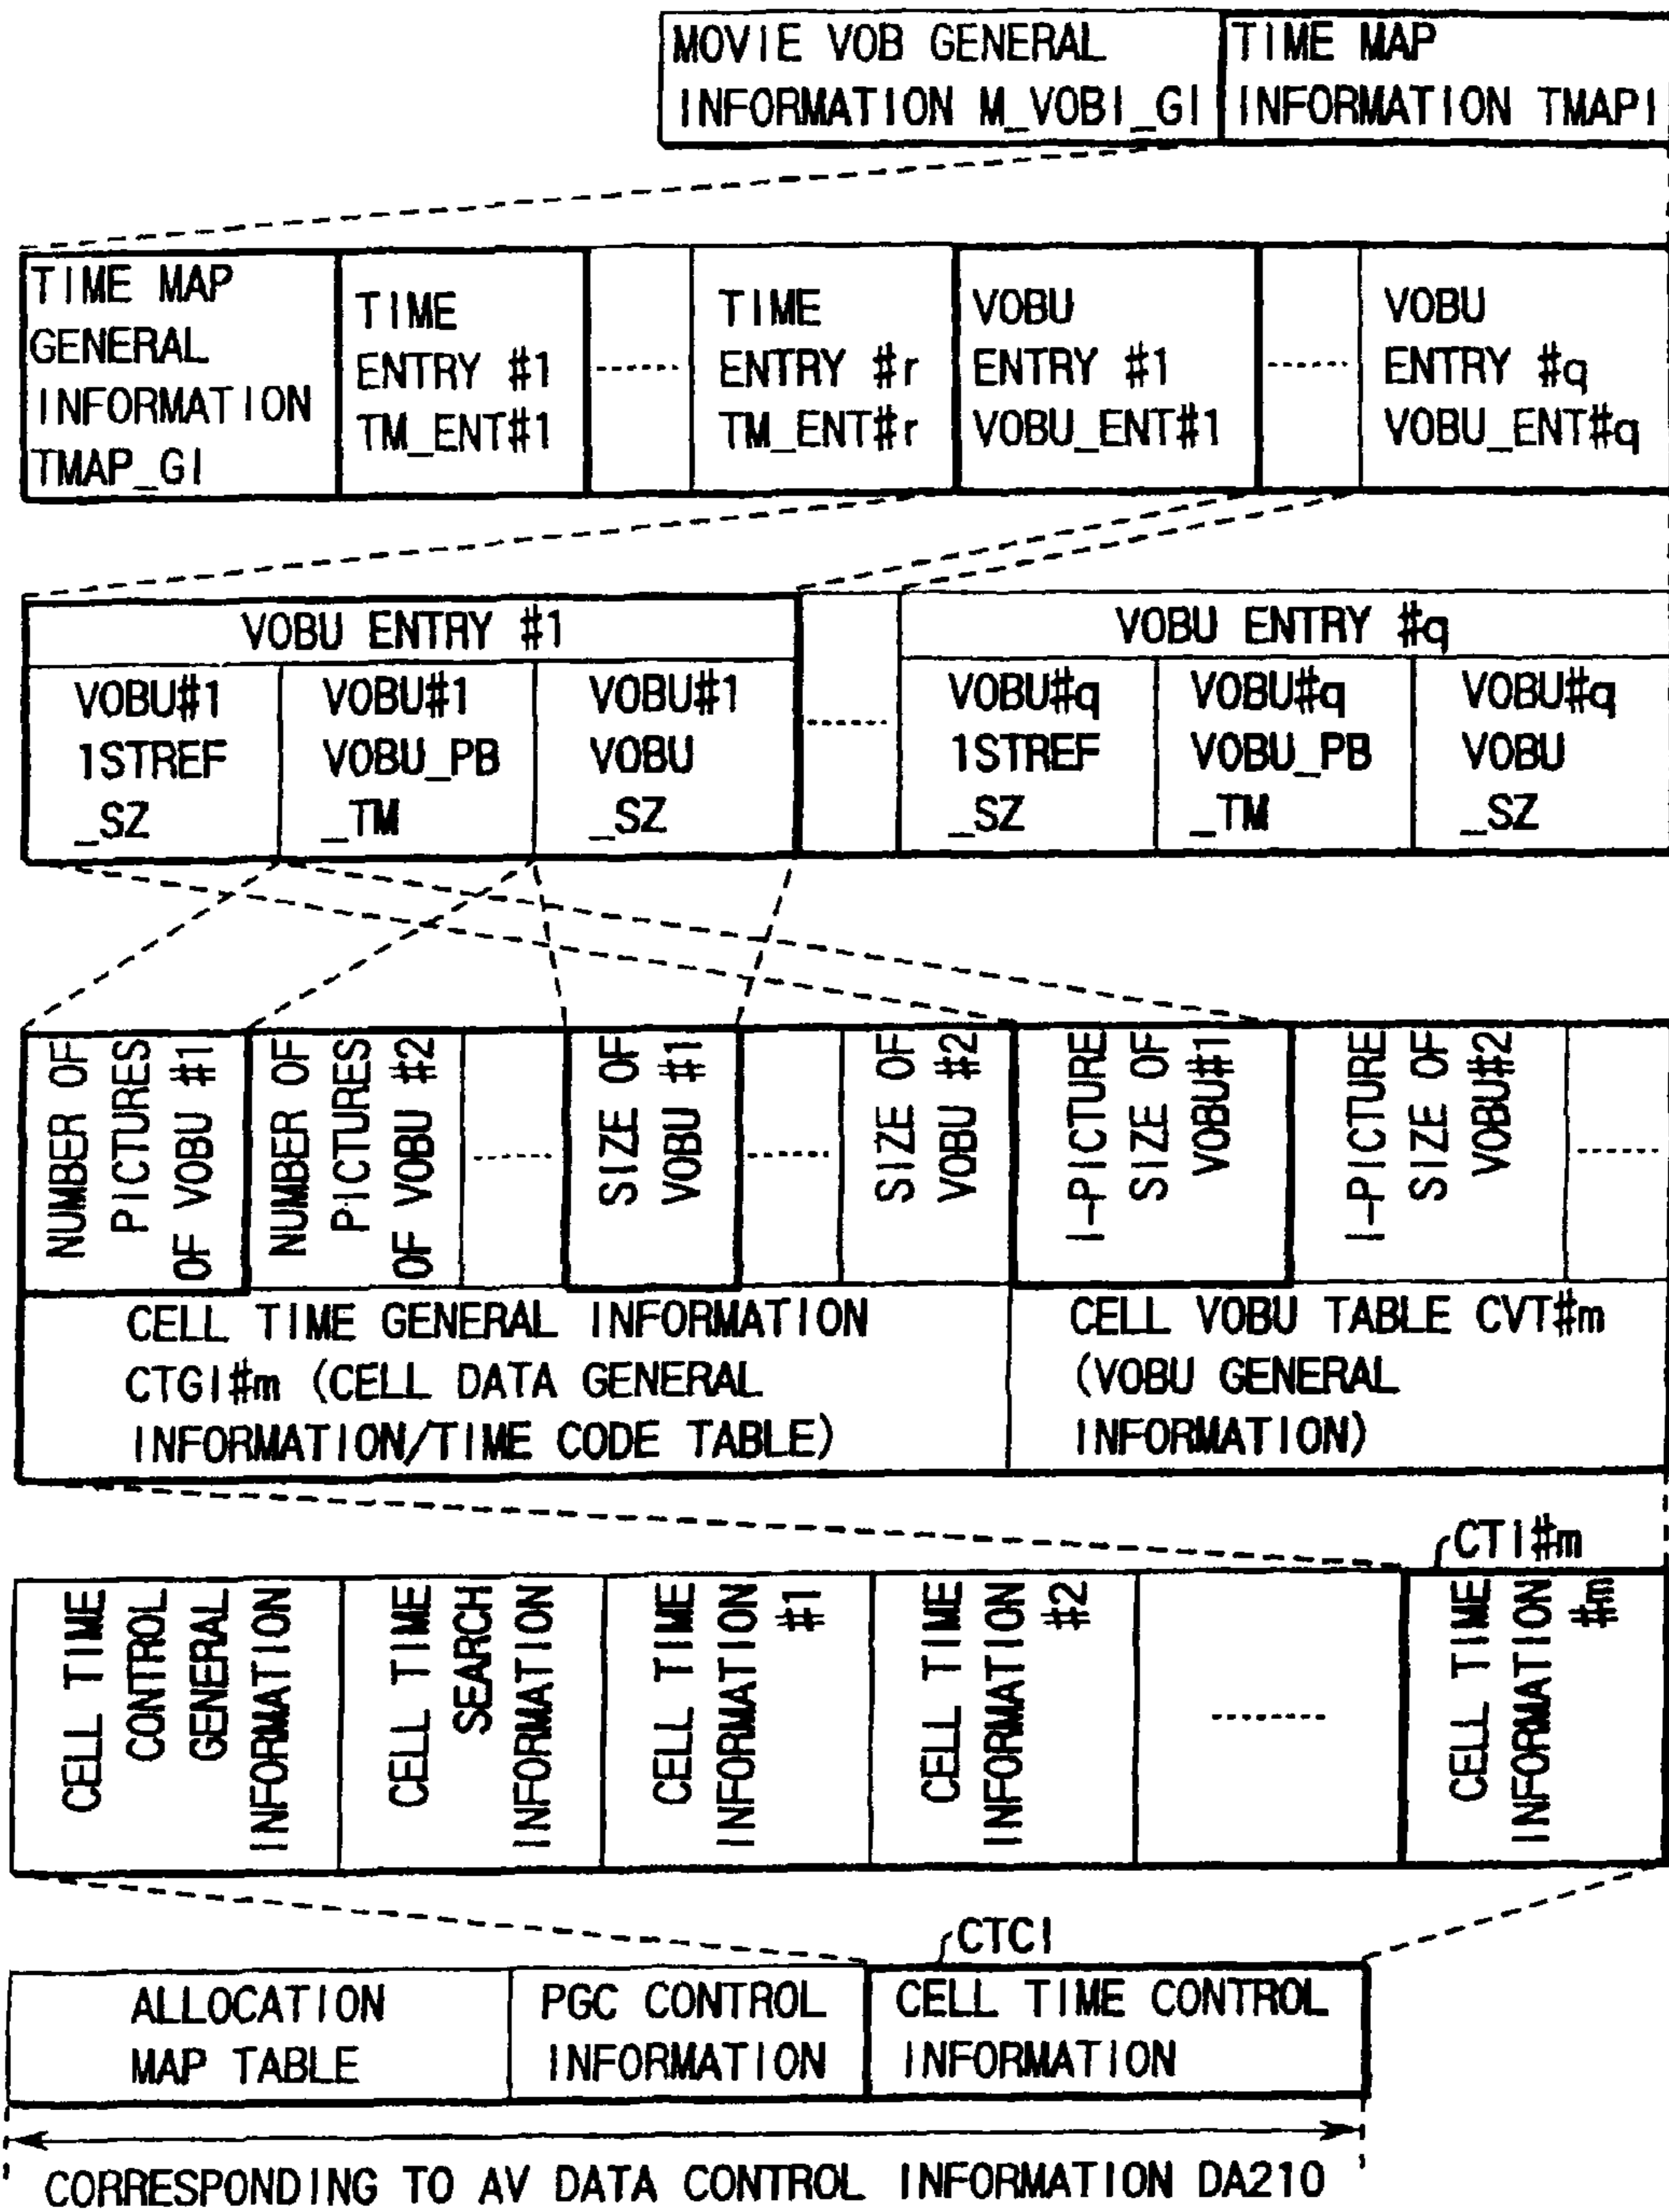 MOVIE VOB GENERAL
INFORMATION M_VOBI_GI
TIME MAP
INFORMATION TMAPI
TIME MAP
GENERAL
INFORMATION
TMAP_GI
TIME
ENTRY #1
TM_ENT#1
TIME
ENTRY #r
TM_ENT#r
VOBU
ENTRY #1
VOBU_ENT#1
VOBU
ENTRY #q
VOBU_ENT#q
VOBU ENTRY #1
VOBU#1
1STREF
_SZ
VOBU#1
VOBU_PB
_TM
VOBU#1
VOBU
_SZ
VOBU ENTRY #q
VOBU#q
1STREF
_SZ
VOBU#q
VOBU_PB
_TM
VOBU#q
VOBU
_SZ
NUMBER OF
PICTURES
OF VOBU #1
NUMBER OF
PICTURES
OF VOBU #2
SIZE OF
VOBU #1
SIZE OF
VOBU #2
I-PICTURE
SIZE OF
VOBU#1
I-PICTURE
SIZE OF
VOBU#2
CELL TIME GENERAL INFORMATION
CTGI#m (CELL DATA GENERAL
INFORMATION/TIME CODE TABLE)
CELL VOBU TABLE CVT#m
(VOBU GENERAL
INFORMATION)
CTI#m
CELL TIME
CONTROL
GENERAL
INFORMATION
CELL TIME
SEARCH
INFORMATION
CELL TIME
INFORMATION
#1
CELL TIME
INFORMATION
#2
CELL TIME
INFORMATION
#m
CTCI
ALLOCATION
MAP TABLE
PGC CONTROL
INFORMATION
CELL TIME CONTROL
INFORMATION
CORRESPONDING TO AV DATA CONTROL INFORMATION DA210